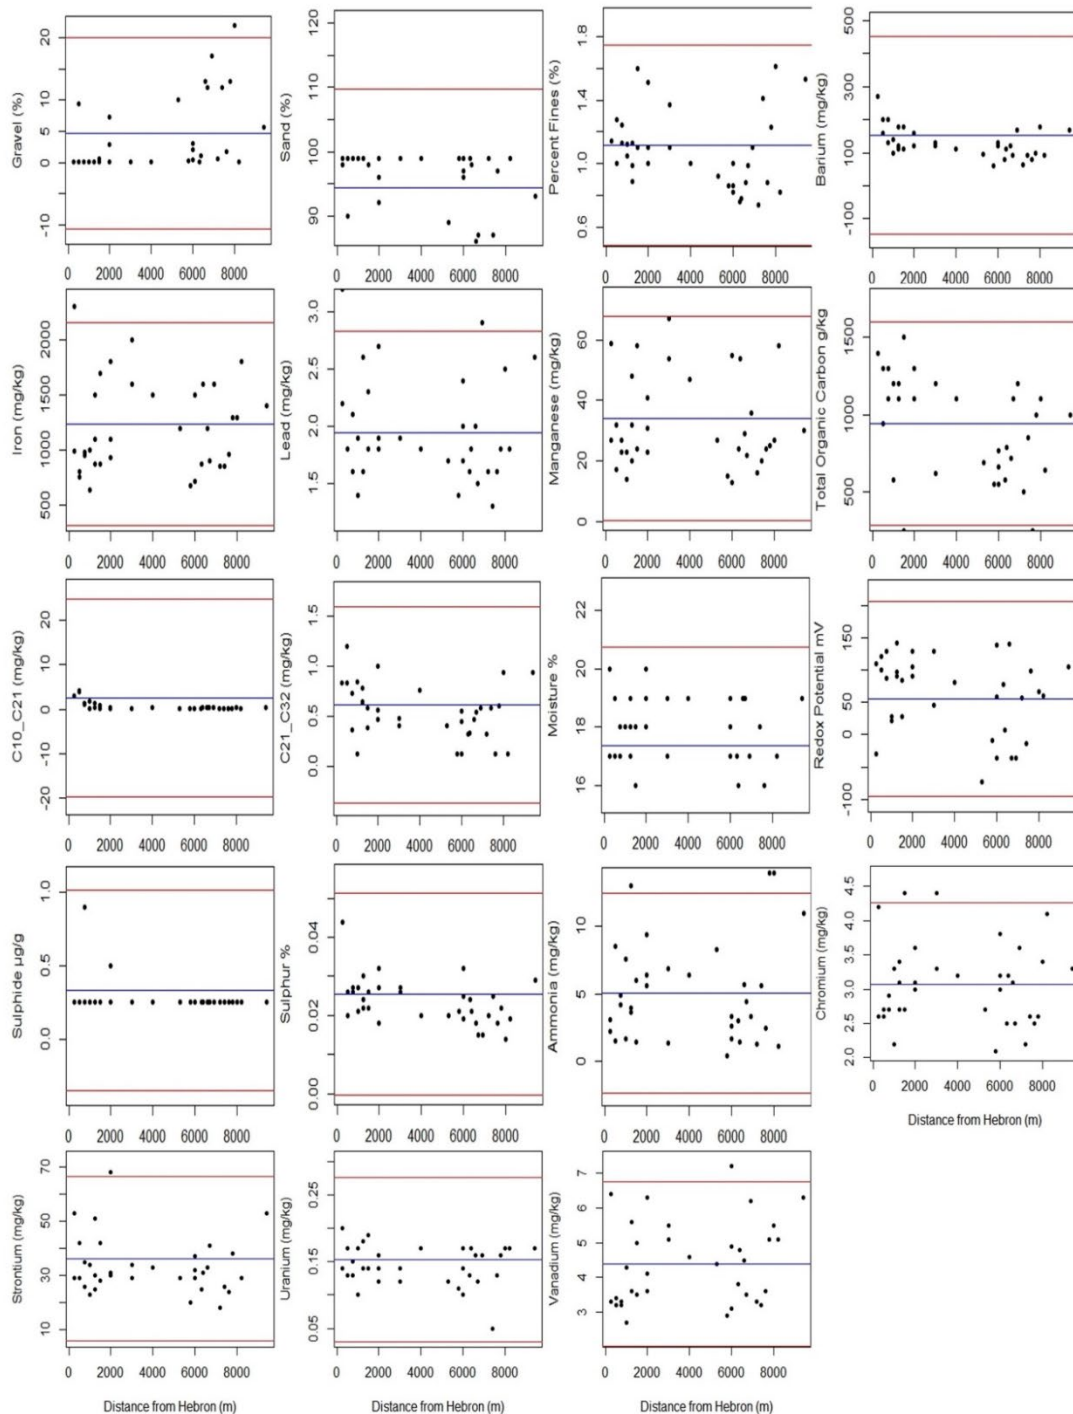 Gravel (%)
20
10
5
0
-10
0 2000 4000 6000 8000
Sand (%)
120
110
100
90
0 2000 4000 6000 8000
Percent Fines (%)
1.8
1.4
1.0
0.6
0 2000 4000 6000 8000
Barium (mg/kg)
500
300
100
-100
0 2000 4000 6000 8000
Iron (mg/kg)
2000
15000
10000
500
0 2000 4000 6000 8000
Lead (mg/kg)
3.0
2.5
2.0
1.5
0 2000 4000 6000 8000
Manganese (mg/kg)
60
40
20
0
0 2000 4000 6000 8000
Total Organic Carbon g/kg
1500
1000
500
0 2000 4000 6000 8000
C10_C21 (mg/kg)
20
10
0
-10
-20
0 2000 4000 6000 8000
C21_C32 (mg/kg)
1.5
1.0
0.5
0.0
0 2000 4000 6000 8000
Moisture %
22
20
18
16
0 2000 4000 6000 8000
Redox Potential mV
150
50
0
-100
0 2000 4000 6000 8000
Sulphide µg/g
1.0
0.5
0.0
0 2000 4000 6000 8000
Sulphur %
0.04
0.02
0.00
0 2000 4000 6000 8000
Ammonia (mg/kg)
10
5
0
0 2000 4000 6000 8000
Chromium (mg/kg)
4.5
4.0
3.5
3.0
2.5
2.0
0 2000 4000 6000 8000
Distance from Hebron (m)
Strontium (mg/kg)
70
50
30
10
0 2000 4000 6000 8000
Distance from Hebron (m)
Uranium (mg/kg)
0.25
0.15
0.05
0 2000 4000 6000 8000
Distance from Hebron (m)
Vanadium (mg/kg)
7
6
5
4
3
0 2000 4000 6000 8000
Distance from Hebron (m)